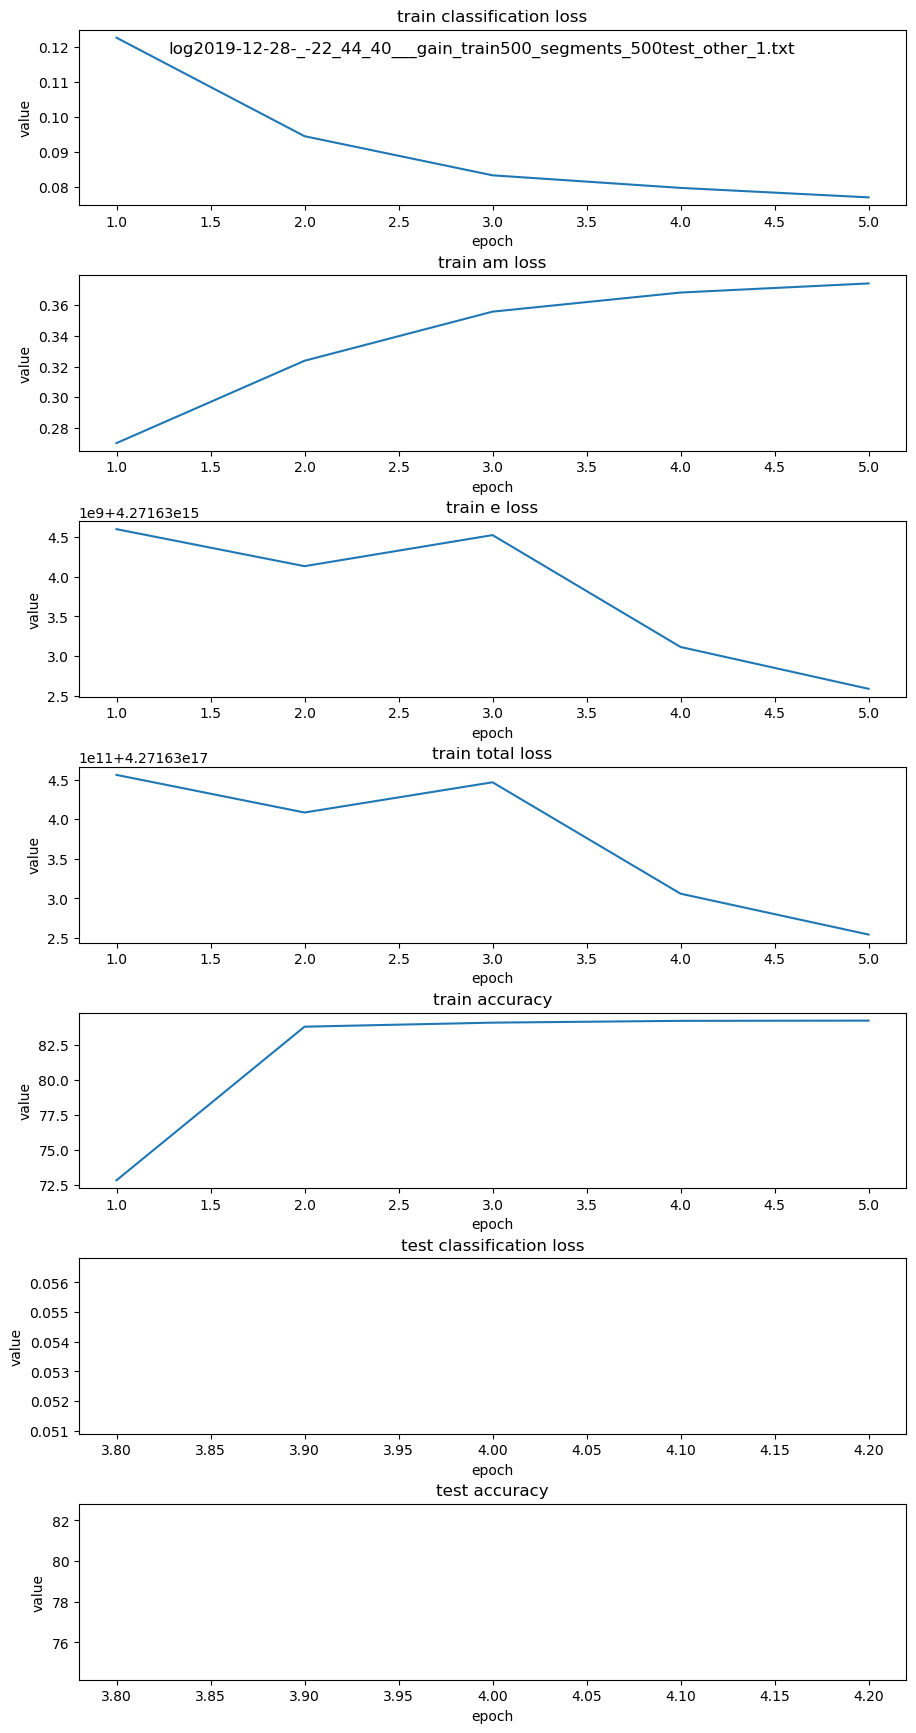 train classification loss
log2019-12-28-_-22_44_40___gain_train500_segments_500test_other_1.txt
value
0.12
0.11
0.10
0.09
0.08
1.0 1.5 2.0 2.5 3.0 3.5 4.0 4.5 5.0
epoch
train am loss
value
0.36
0.34
0.32
0.30
0.28
1.0 1.5 2.0 2.5 3.0 3.5 4.0 4.5 5.0
epoch
train e loss
1e9+4.27163e15
value
4.5
4.0
3.5
3.0
2.5
1.0 1.5 2.0 2.5 3.0 3.5 4.0 4.5 5.0
epoch
train total loss
1e11+4.27163e17
value
4.5
4.0
3.5
3.0
2.5
1.0 1.5 2.0 2.5 3.0 3.5 4.0 4.5 5.0
epoch
train accuracy
value
82.5
80.0
77.5
75.0
72.5
1.0 1.5 2.0 2.5 3.0 3.5 4.0 4.5 5.0
epoch
test classification loss
value
0.056
0.055
0.054
0.053
0.052
0.051
3.80 3.85 3.90 3.95 4.00 4.05 4.10 4.15 4.20
epoch
test accuracy
value
82
80
78
76
3.80 3.85 3.90 3.95 4.00 4.05 4.10 4.15 4.20
epoch